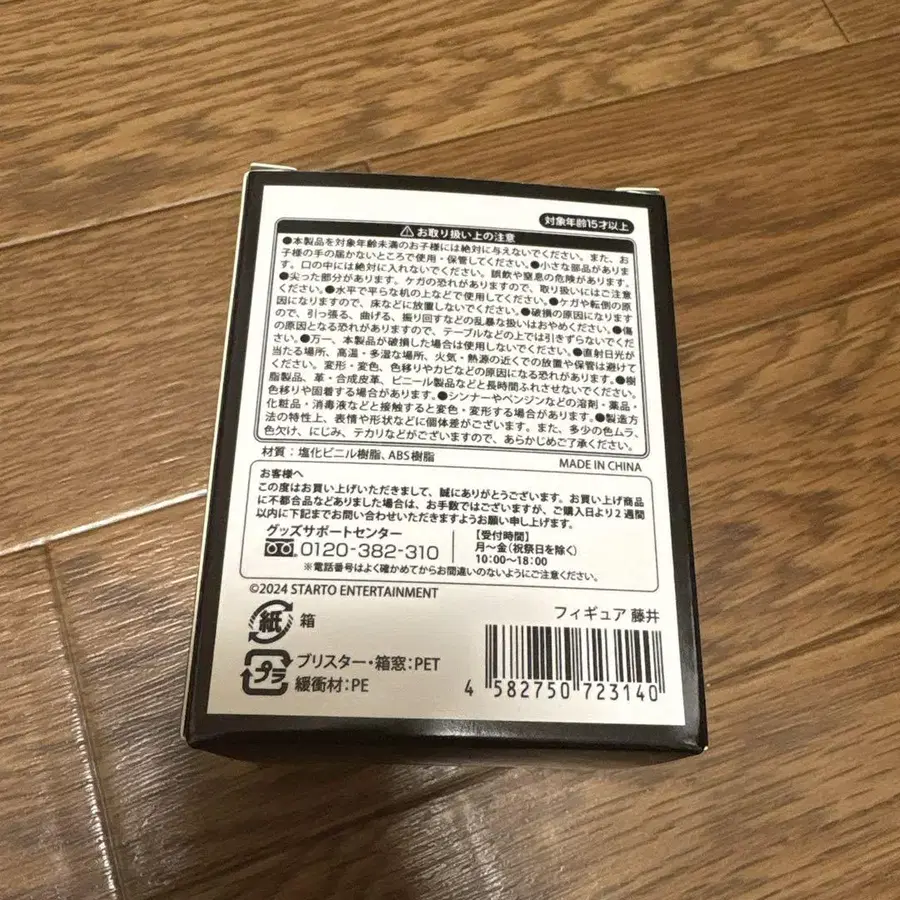 対象年齢15才以上
⚠お取り扱い上の注意
●本製品を対象年齢未満のお子様には絶対に与えないでください。また、お
子様の手の届かないところで使用・保管してください。●小さな部品がありま
す。口の中には絶対に入れないでください。誤飲や窒息の危険があります。
●尖った部分があります。ケガの恐れがありますので、取り扱いにはご注意
ください。●水平で平らな机の上などで使用してください。●ケガや転倒の原
因になりますので、床などに放置しないでください。●破損の原因になります
ので、引っ張る、曲げる、振り回すなどの乱暴な扱いはおやめください。●傷
の原因となる恐れがありますので、テーブルなどの上では引きずらないでくだ
さい。●万一、本製品が破損した場合は使用しないでください。●直射日光が
当たる場所、高温・多湿な場所、火気・熱源の近くでの放置や保管は避けて
ください。変形・変色、色移りやカビなどの原因になる恐れがあります。●樹
脂製品、革・合成皮革、ビニール製品などと長時間ふれさせないでください。
色移りや固着する場合があります。●シンナーやベンジンなどの溶剤・薬品・
化粧品・消毒液などと接触すると変色・変形する場合があります。●製造方
法の特性上、表情や形状などに個体差がございます。また、多少の色ムラ、
色欠け、にじみ、テカリなどがございますので、あらかじめご了承ください。
材質：塩化ビニル樹脂、ABS樹脂
MADE IN CHINA
お客様へ
この度はお買い上げいただきまして、誠にありがとうございます。お買い上げ商品
に不都合品などありました場合は、お手数ではございますが、ご購入日より2週間
以内に下記までお問い合わせいただきますようお願い申し上げます。
グッズサポートセンター
0120-382-310
【受付時間】
月～金(祝祭日を除く)
10:00～18:00
※電話番号はよく確かめてからお間違いのないようにご注意ください。
©2024 STARTO ENTERTAINMENT
フィギュア 藤井
紙 箱
プラ ブリスター・箱窓:PET
緩衝材:PE
4 582750 723140